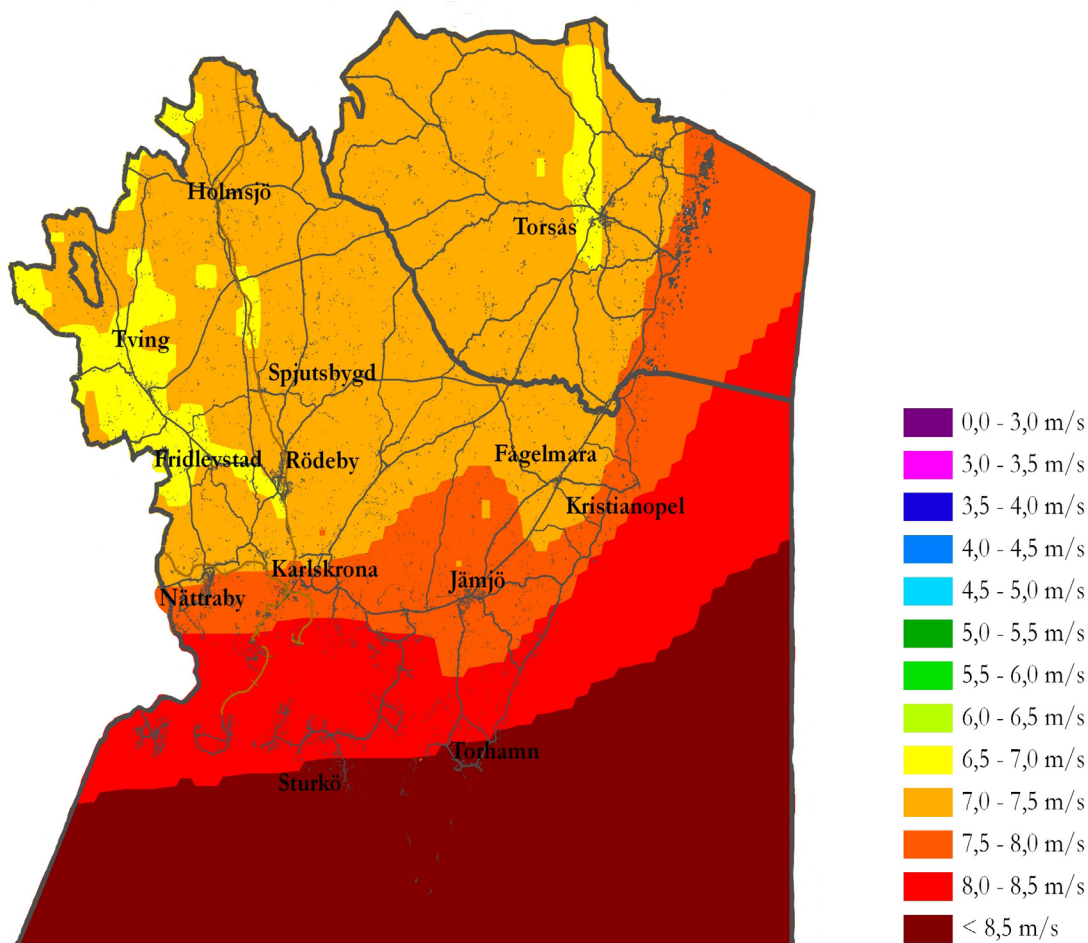 Holmsjö
Torsås
Tving
Spjutsbygd
Fridlevstad
Rödeby
Fågelmara
Kristianopel
Karlskrona
Jämjö
Nättraby
Torhamn
Sturkö
0,0 - 3,0 m/s
3,0 - 3,5 m/s
3,5 - 4,0 m/s
4,0 - 4,5 m/s
4,5 - 5,0 m/s
5,0 - 5,5 m/s
5,5 - 6,0 m/s
6,0 - 6,5 m/s
6,5 - 7,0 m/s
7,0 - 7,5 m/s
7,5 - 8,0 m/s
8,0 - 8,5 m/s
< 8,5 m/s